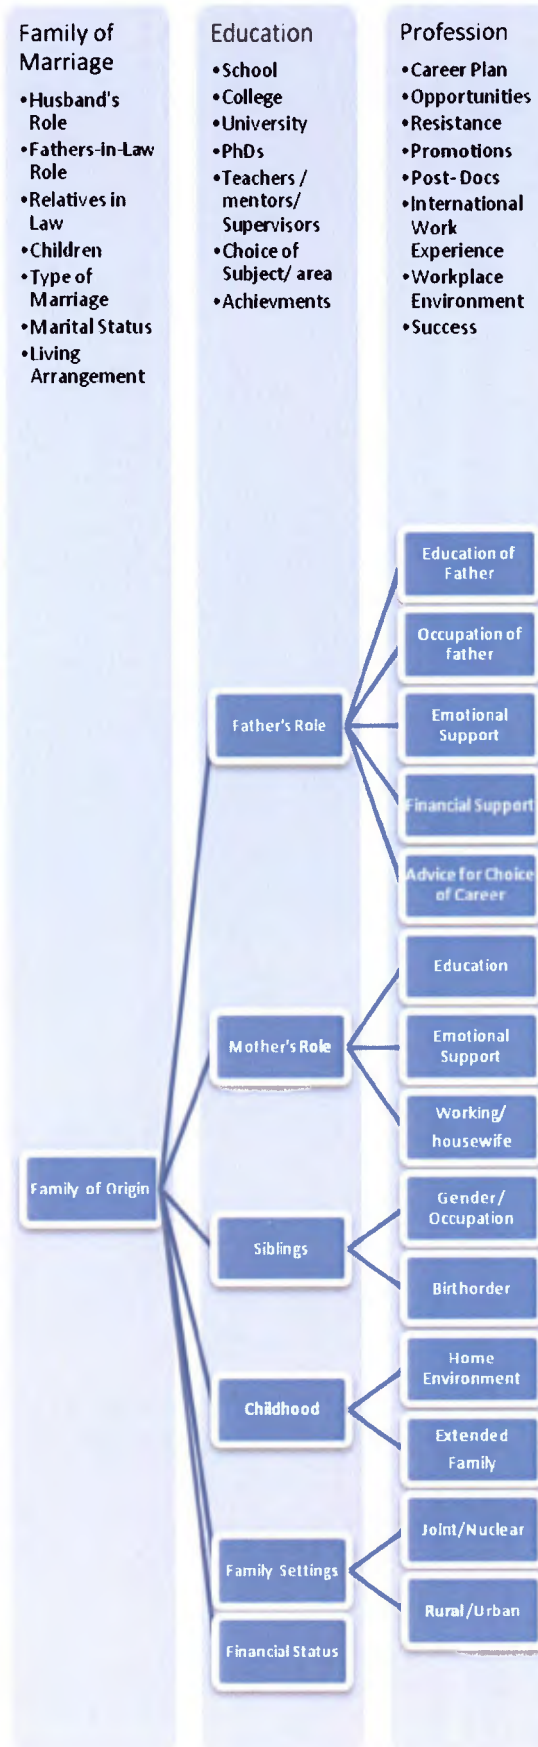 Family of
Marriage
•Husband's
Role
•Fathers-in-Law
Role
•Relatives in
Law
•Children
•Type of
Marriage
•Marital Status
•Living
Arrangement
Education
•School
•College
•University
•PhDs
•Teachers /
mentors/
Supervisors
•Choice of
Subject/ area
•Achievments
Profession
•Career Plan
•Opportunities
•Resistance
•Promotions
•Post- Docs
•International
Work
Experience
•Workplace
Environment
•Success
Family of Origin
Father's Role
Education of
Father
Occupation of
father
Emotional
Support
Financial Support
Advice for Choice
of Career
Mother's Role
Education
Emotional
Support
Working/
housewife
Siblings
Gender/
Occupation
Birthorder
Childhood
Home
Environment
Extended
Family
Family Settings
Joint/Nuclear
Rural/Urban
Financial Status